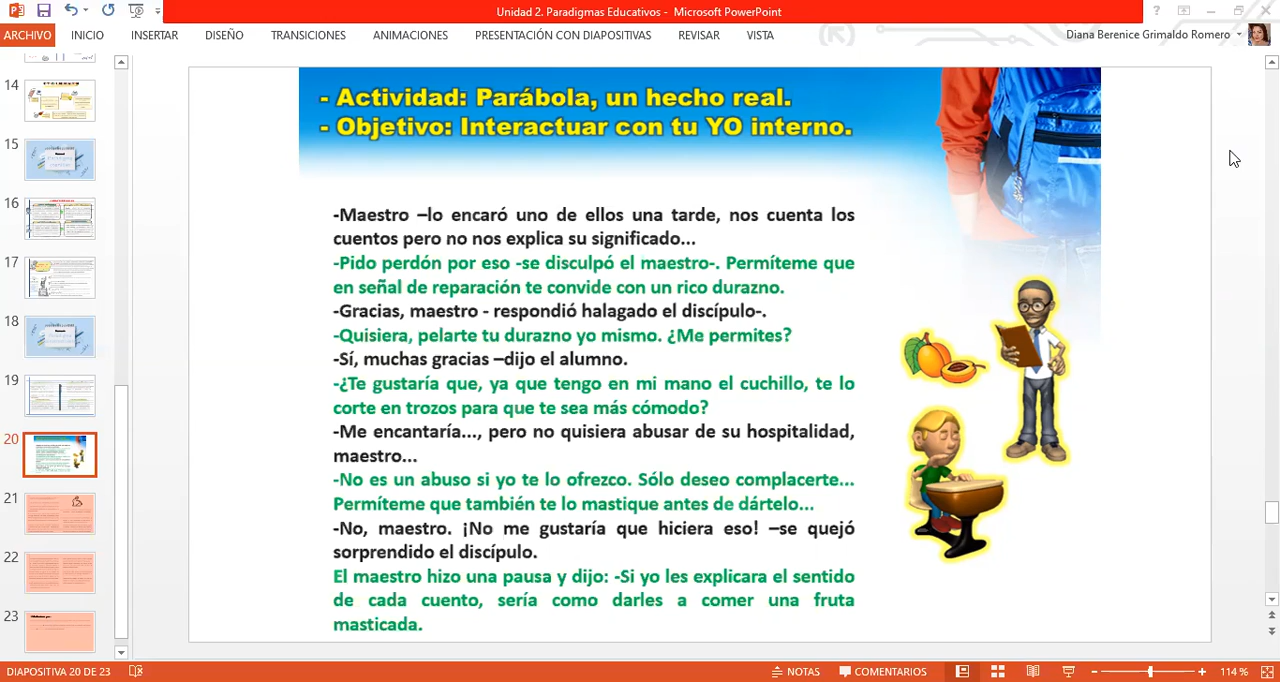 Unidad 2. Paradigmas Educativos - Microsoft PowerPoint
ARCHIVO INICIO INSERTAR DISEÑO TRANSICIONES ANIMACIONES PRESENTACIÓN CON DIAPOSITIVAS REVISAR VISTA
Diana Berenice Grimaldo Romero
14
15
16
17
18
19
20
21
22
23
- Actividad: Parábola, un hecho real.
- Objetivo: Interactuar con tu YO interno.
-Maestro –lo encaró uno de ellos una tarde, nos cuenta los
cuentos pero no nos explica su significado...
-Pido perdón por eso -se disculpó el maestro-. Permíteme que
en señal de reparación te convide con un rico durazno.
-Gracias, maestro - respondió halagado el discípulo-.
-Quisiera, pelarte tu durazno yo mismo. ¿Me permites?
-Sí, muchas gracias –dijo el alumno.
-¿Te gustaría que, ya que tengo en mi mano el cuchillo, te lo
corte en trozos para que te sea más cómodo?
-Me encantaría..., pero no quisiera abusar de su hospitalidad,
maestro...
-No es un abuso si yo te lo ofrezco. Sólo deseo complacerte...
Permíteme que también te lo mastique antes de dártelo...
-No, maestro. ¡No me gustaría que hiciera eso! –se quejó
sorprendido el discípulo.
El maestro hizo una pausa y dijo: -Si yo les explicara el sentido
de cada cuento, sería como darles a comer una fruta
masticada.
DIAPOSITIVA 20 DE 23
NOTAS COMENTARIOS 114 %